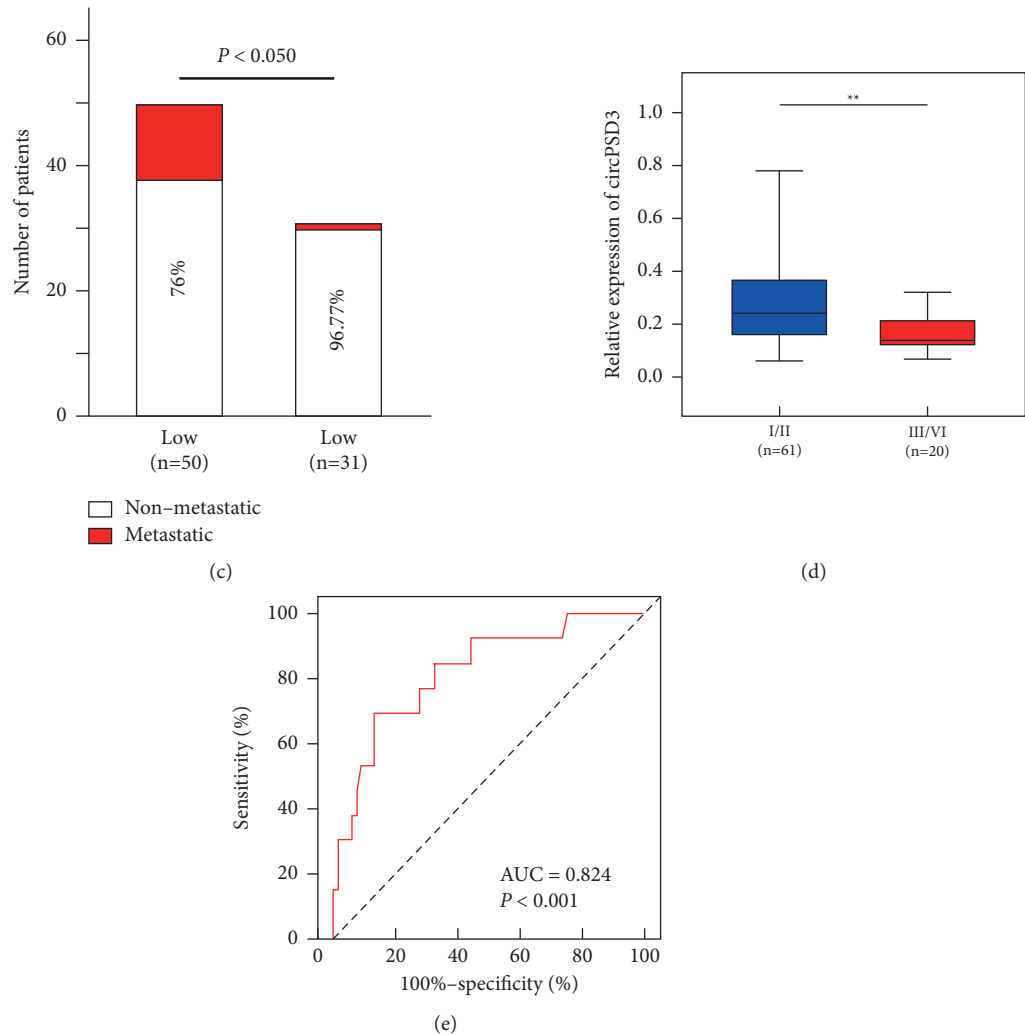 (c)
60
40
20
0
Number of patients
P < 0.050
76%
96.77%
Low
(n=50)
Low
(n=31)
Non–metastatic
Metastatic
(d)
1.0
0.8
0.6
0.4
0.2
0.0
Relative expression of circPSD3
**
I/II
(n=61)
III/VI
(n=20)
100
80
60
40
20
0
Sensitivity (%)
AUC = 0.824
P < 0.001
0 20 40 60 80 100
100%–specificity (%)
(e)